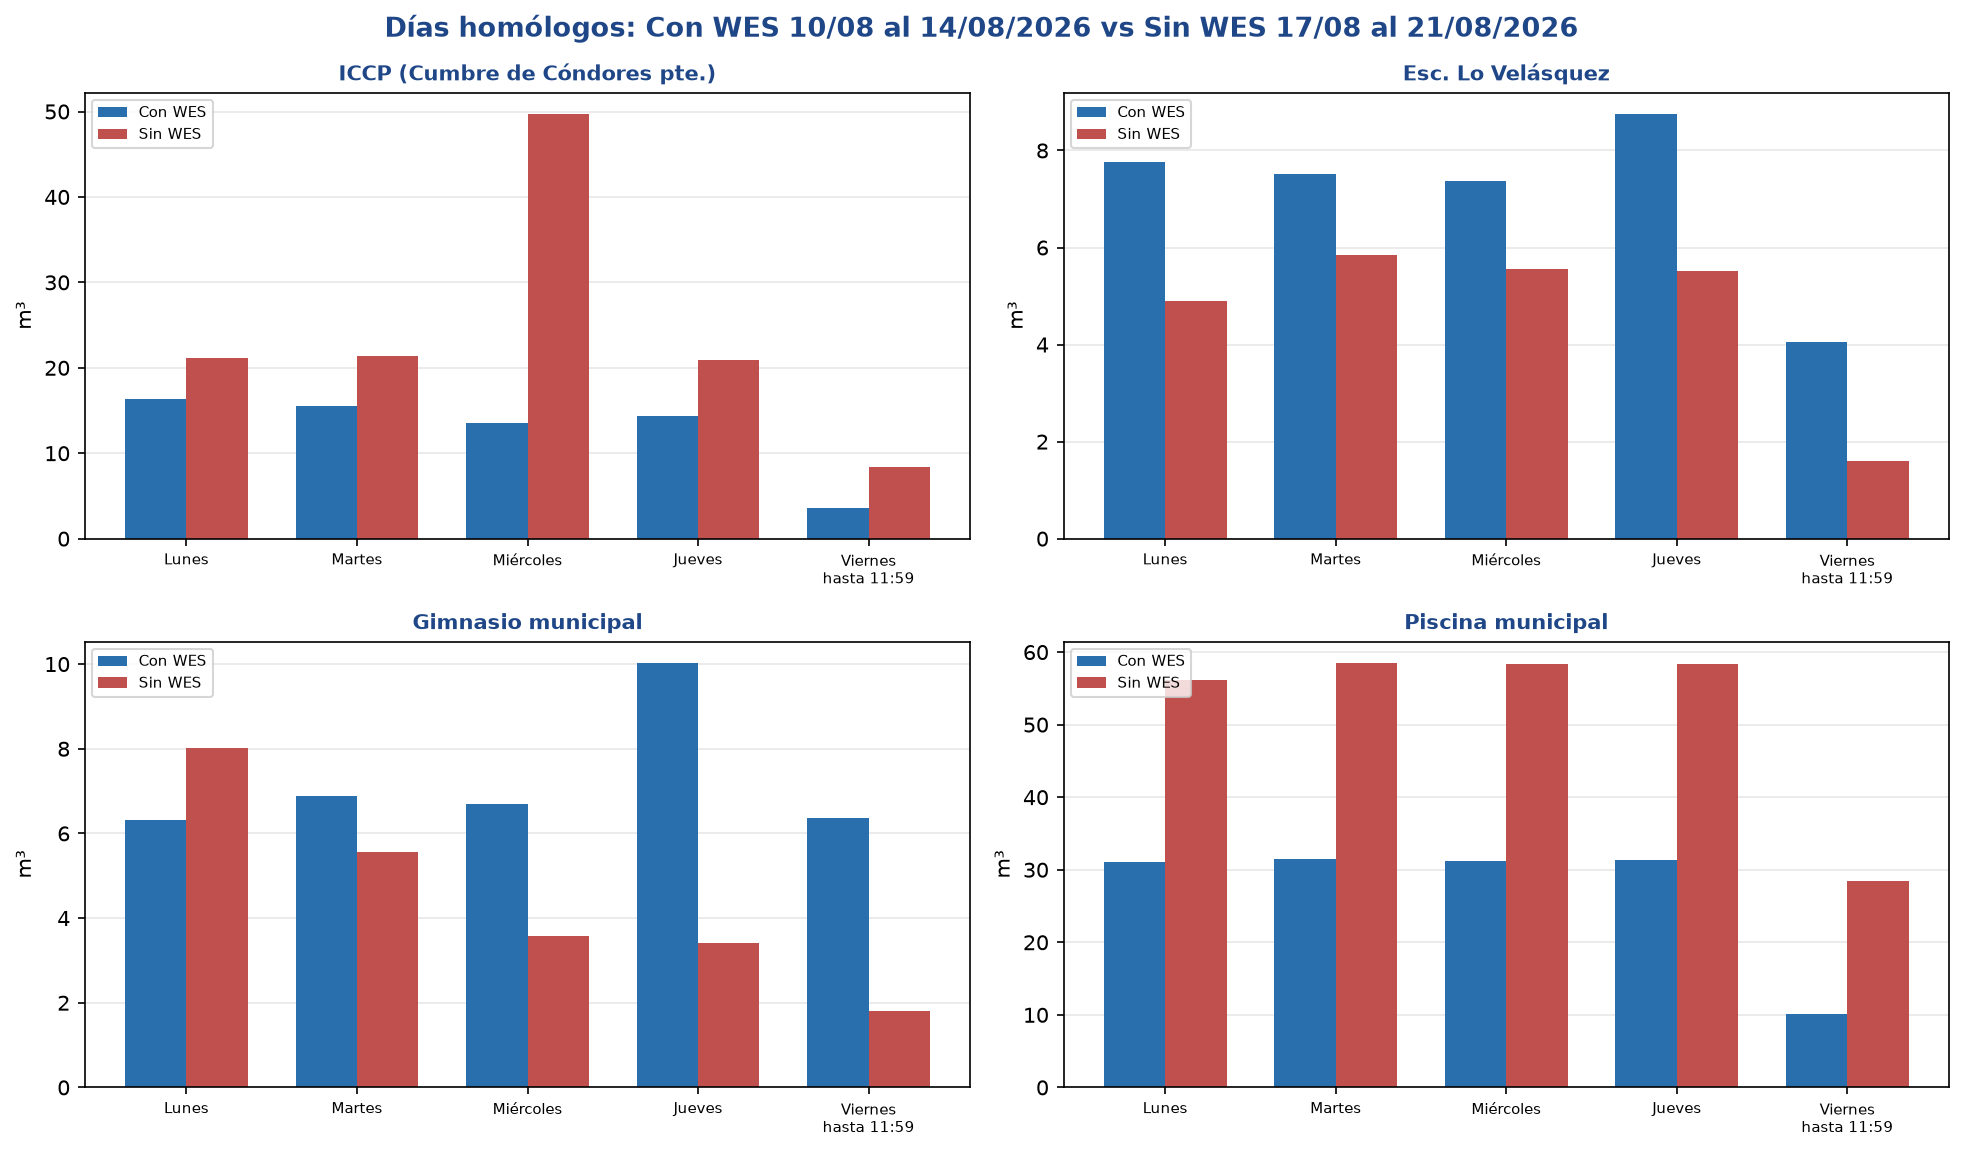 Días homólogos: Con WES 10/08 al 14/08/2026 vs Sin WES 17/08 al 21/08/2026
ICCP (Cumbre de Cóndores pte.)
Con WES
Sin WES
50
40
30
20
10
0
m³
Lunes
Martes
Miércoles
Jueves
Viernes
hasta 11:59
Esc. Lo Velásquez
Con WES
Sin WES
8
6
4
2
0
m³
Lunes
Martes
Miércoles
Jueves
Viernes
hasta 11:59
Gimnasio municipal
Con WES
Sin WES
10
8
6
4
2
0
m³
Lunes
Martes
Miércoles
Jueves
Viernes
hasta 11:59
Piscina municipal
Con WES
Sin WES
60
50
40
30
20
10
0
m³
Lunes
Martes
Miércoles
Jueves
Viernes
hasta 11:59